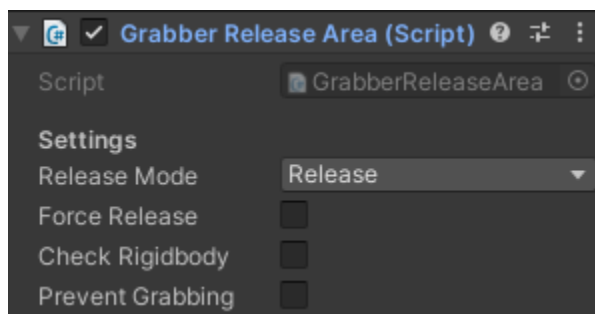 Grabber Release Area (Script)
Script GrabberReleaseArea
Settings
Release Mode Release
Force Release
Check Rigidbody
Prevent Grabbing